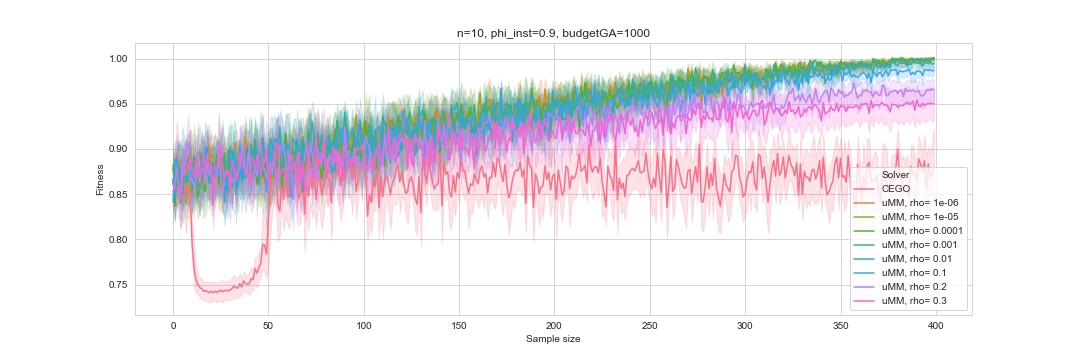 n=10, phi_inst=0.9, budgetGA=1000
Fitness
1.00
0.95
0.90
0.85
0.80
0.75
0 50 100 150 200 250 300 350 400
Sample size
Solver
CEGO
uMM, rho= 1e-06
uMM, rho= 1e-05
uMM, rho= 0.0001
uMM, rho= 0.001
uMM, rho= 0.01
uMM, rho= 0.1
uMM, rho= 0.2
uMM, rho= 0.3